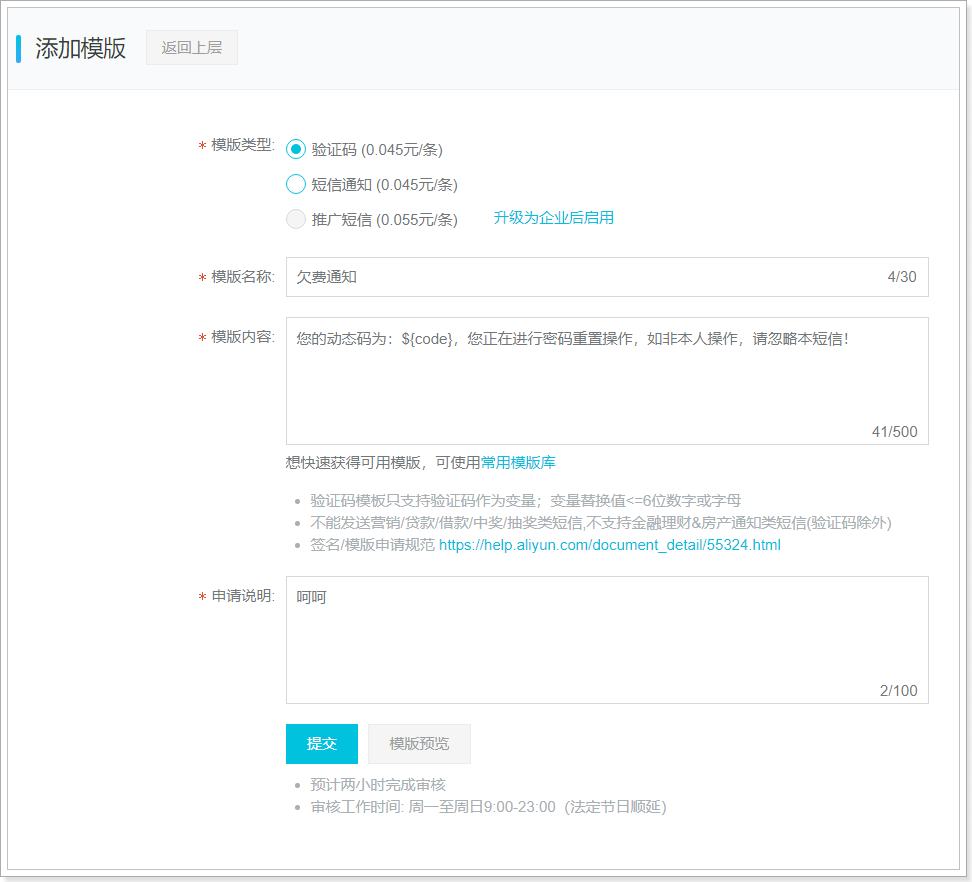 添加模版 返回上层
* 模版类型: 验证码 (0.045元/条)
短信通知 (0.045元/条)
推广短信 (0.055元/条) 升级为企业后启用
* 模版名称: 欠费通知 4/30
* 模版内容: 您的动态码为：${code}，您正在进行密码重置操作，如非本人操作，请忽略本短信！
41/500
想快速获得可用模版，可使用常用模版库
验证码模板只支持验证码作为变量；变量替换值<=6位数字或字母
不能发送营销/贷款/借款/中奖/抽奖类短信,不支持金融理财&房产通知类短信(验证码除外)
签名/模版申请规范 https://help.aliyun.com/document_detail/55324.html
* 申请说明: 呵呵
2/100
提交 模版预览
预计两小时完成审核
审核工作时间: 周一至周日9:00-23:00（法定节日顺延）